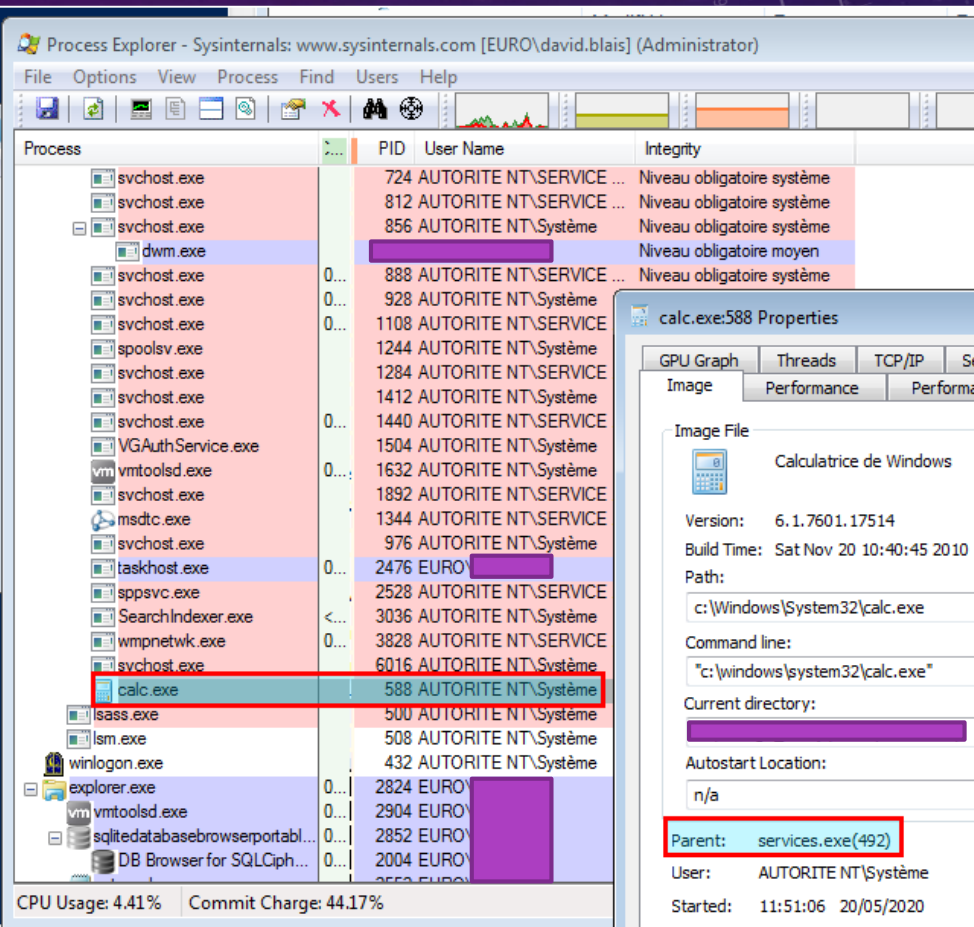 Process Explorer - Sysinternals: www.sysinternals.com [EURO\david.blais] (Administrator)
File Options View Process Find Users Help
Process ... PID User Name Integrity
svchost.exe 724 AUTORITE NT\SERVICE ... Niveau obligatoire système
svchost.exe 812 AUTORITE NT\SERVICE ... Niveau obligatoire système
svchost.exe 856 AUTORITE NT\Système Niveau obligatoire système
dwm.exe Niveau obligatoire moyen
svchost.exe 0... 888 AUTORITE NT\SERVICE ... Niveau obligatoire système
svchost.exe 0... 928 AUTORITE NT\Système
svchost.exe 0... 1108 AUTORITE NT\SERVICE
spoolsv.exe 1244 AUTORITE NT\Système
svchost.exe 1284 AUTORITE NT\SERVICE
svchost.exe 1412 AUTORITE NT\Système
svchost.exe 0... 1440 AUTORITE NT\SERVICE
VGAuthService.exe 1504 AUTORITE NT\Système
vm vmtoolsd.exe 0... 1632 AUTORITE NT\Système
svchost.exe 1892 AUTORITE NT\SERVICE
msdtc.exe 1344 AUTORITE NT\SERVICE
svchost.exe 976 AUTORITE NT\Système
taskhost.exe 0... 2476 EURO\
sppsvc.exe 2528 AUTORITE NT\SERVICE
SearchIndexer.exe <... 3036 AUTORITE NT\Système
wmpnetwk.exe 0... 3828 AUTORITE NT\SERVICE
svchost.exe 6016 AUTORITE NT\Système
calc.exe 588 AUTORITE NT\Système
lsass.exe 500 AUTORITE NT\Système
lsm.exe 508 AUTORITE NT\Système
winlogon.exe 432 AUTORITE NT\Système
explorer.exe 0... 2824 EURO\
vm vmtoolsd.exe 0... 2904 EURO\
sqlitedatabasebrowserportabl... 0... 2852 EURO\
DB Browser for SQLCiph... 0... 2004 EURO\
CPU Usage: 4.41% Commit Charge: 44.17%
calc.exe:588 Properties
GPU Graph Threads TCP/IP Se
Image Performance Performa
Image File
Calculatrice de Windows
Version: 6.1.7601.17514
Build Time: Sat Nov 20 10:40:45 2010
Path:
c:\Windows\System32\calc.exe
Command line:
"c:\windows\system32\calc.exe"
Current directory:
Autostart Location:
n/a
Parent: services.exe(492)
User: AUTORITE NT\Système
Started: 11:51:06 20/05/2020